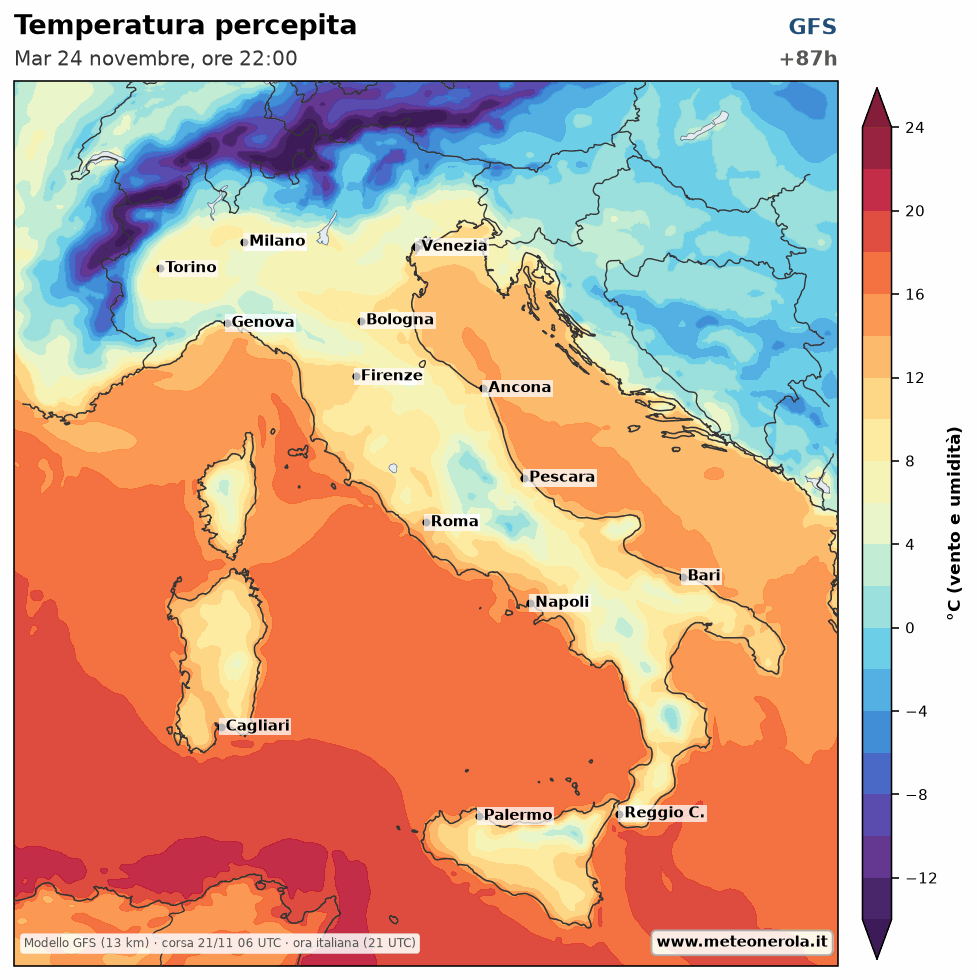 Temperatura percepita
GFS
Mar 24 novembre, ore 22:00
+87h
Milano
Venezia
Torino
Genova
Bologna
Firenze
Ancona
Pescara
Roma
Bari
Napoli
Cagliari
Palermo
Reggio C.
24
20
16
12
8
4
0
−4
−8
−12
°C (vento e umidità)
Modello GFS (13 km) · corsa 21/11 06 UTC · ora italiana (21 UTC)
www.meteonerola.it